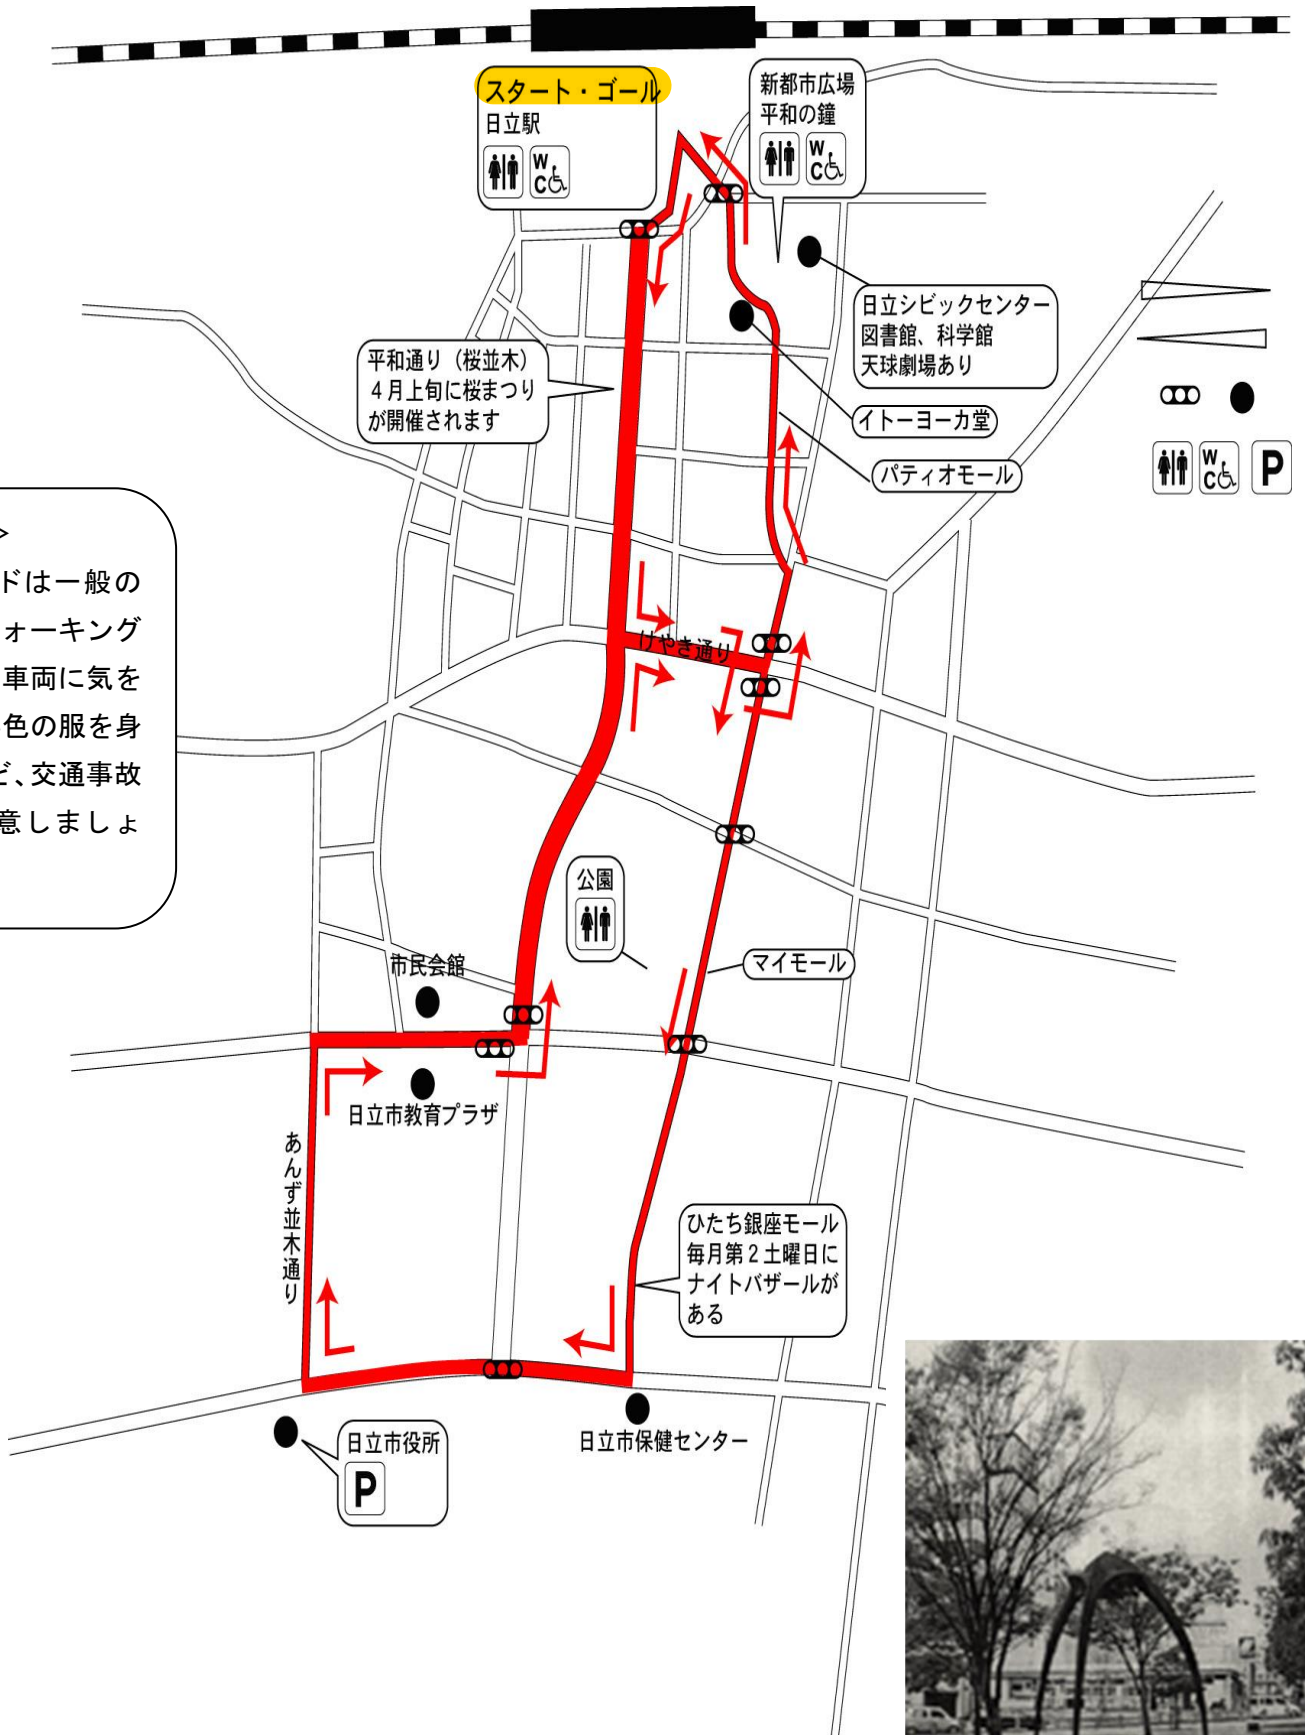 スタート・ゴール
日立駅
W
C
新都市広場
平和の鐘
W
C
日立シビックセンター
図書館、科学館
天球劇場あり
平和通り（桜並木）
４月上旬に桜まつり
が開催されます
イトーヨーカ堂
パティオモール
W
C
P
＞
ドは一般の
ォーキング
車両に気を
色の服を身
ど、交通事故
意しましょ
けやき通り
公園
マイモール
市民会館
日立市教育プラザ
あんず並木通り
ひたち銀座モール
毎月第２土曜日に
ナイトバザールが
ある
日立市役所
P
日立市保健センター